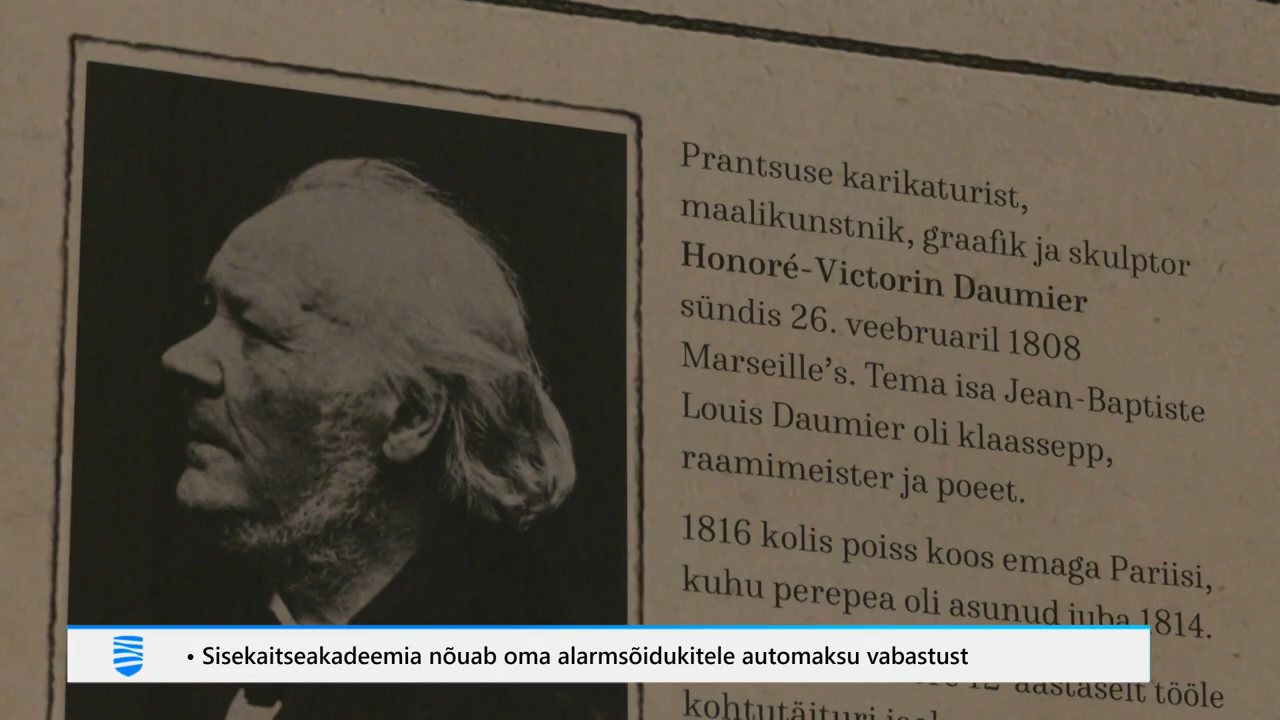 Prantsuse karikaturist,
maalikunstnik, graafik ja skulptor
Honoré-Victorin Daumier
sündis 26. veebruaril 1808
Marseille's. Tema isa Jean-Baptiste
Louis Daumier oli klaassepp,
raamimeister ja poeet.
1816 kolis poiss koos emaga Pariisi,
kuhu perepea oli asunud juba 1814.
• Sisekaitseakadeemia nõuab oma alarmsõidukitele automaksu vabastust
12-aastaselt tööle
kohtutäituri